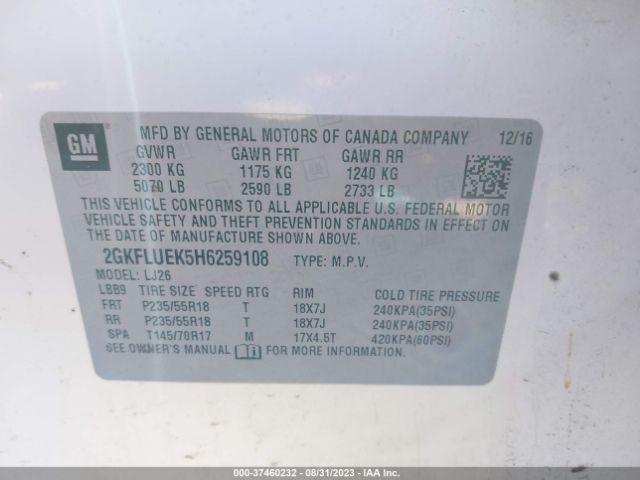 GM
MFD BY GENERAL MOTORS OF CANADA COMPANY 12/16
GVWR GAWR FRT GAWR RR
2300 KG 1175 KG 1240 KG
5070 LB 2590 LB 2733 LB
THIS VEHICLE CONFORMS TO ALL APPLICABLE U.S. FEDERAL MOTOR
VEHICLE SAFETY AND THEFT PREVENTION STANDARDS IN EFFECT ON
THE DATE OF MANUFACTURE SHOWN ABOVE.
2GKFLUEK5H6259108 TYPE: M.P.V.
MODEL: LJ26
LBB9 TIRE SIZE SPEED RTG RIM COLD TIRE PRESSURE
FRT P235/55R18 T 18X7J 240KPA(35PSI)
RR P235/55R18 T 18X7J 240KPA(35PSI)
SPA T145/70R17 M 17X4.5T 420KPA(60PSI)
SEE OWNER'S MANUAL FOR MORE INFORMATION
000-37460232 - 08/31/2023 - IAA Inc.